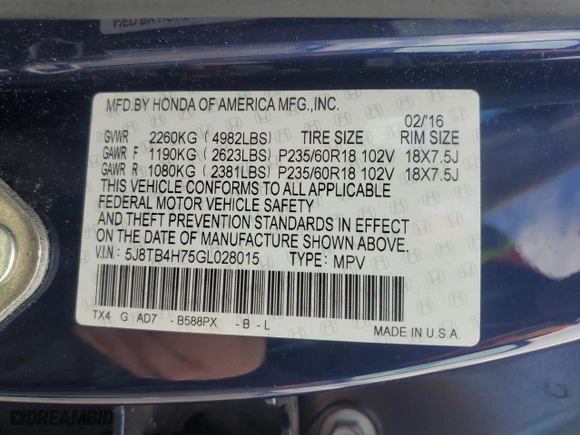 MFD.BY HONDA OF AMERICA MFG.,INC.
02/16
GVWR 2260KG (4982LBS) TIRE SIZE RIM SIZE
GAWR F 1190KG (2623LBS) P235/60R18 102V 18X7.5J
GAWR R 1080KG (2381LBS) P235/60R18 102V 18X7.5J
THIS VEHICLE CONFORMS TO ALL APPLICABLE
FEDERAL MOTOR VEHICLE SAFETY
AND THEFT PREVENTION STANDARDS IN EFFECT
ON THE DATE OF MANUFACTURE SHOWN ABOVE.
V.I.N.: 5J8TB4H75GL028015 TYPE: MPV
TX4 G AD7 - B588PX - B - L
MADE IN U.S.A.
DREAMBID